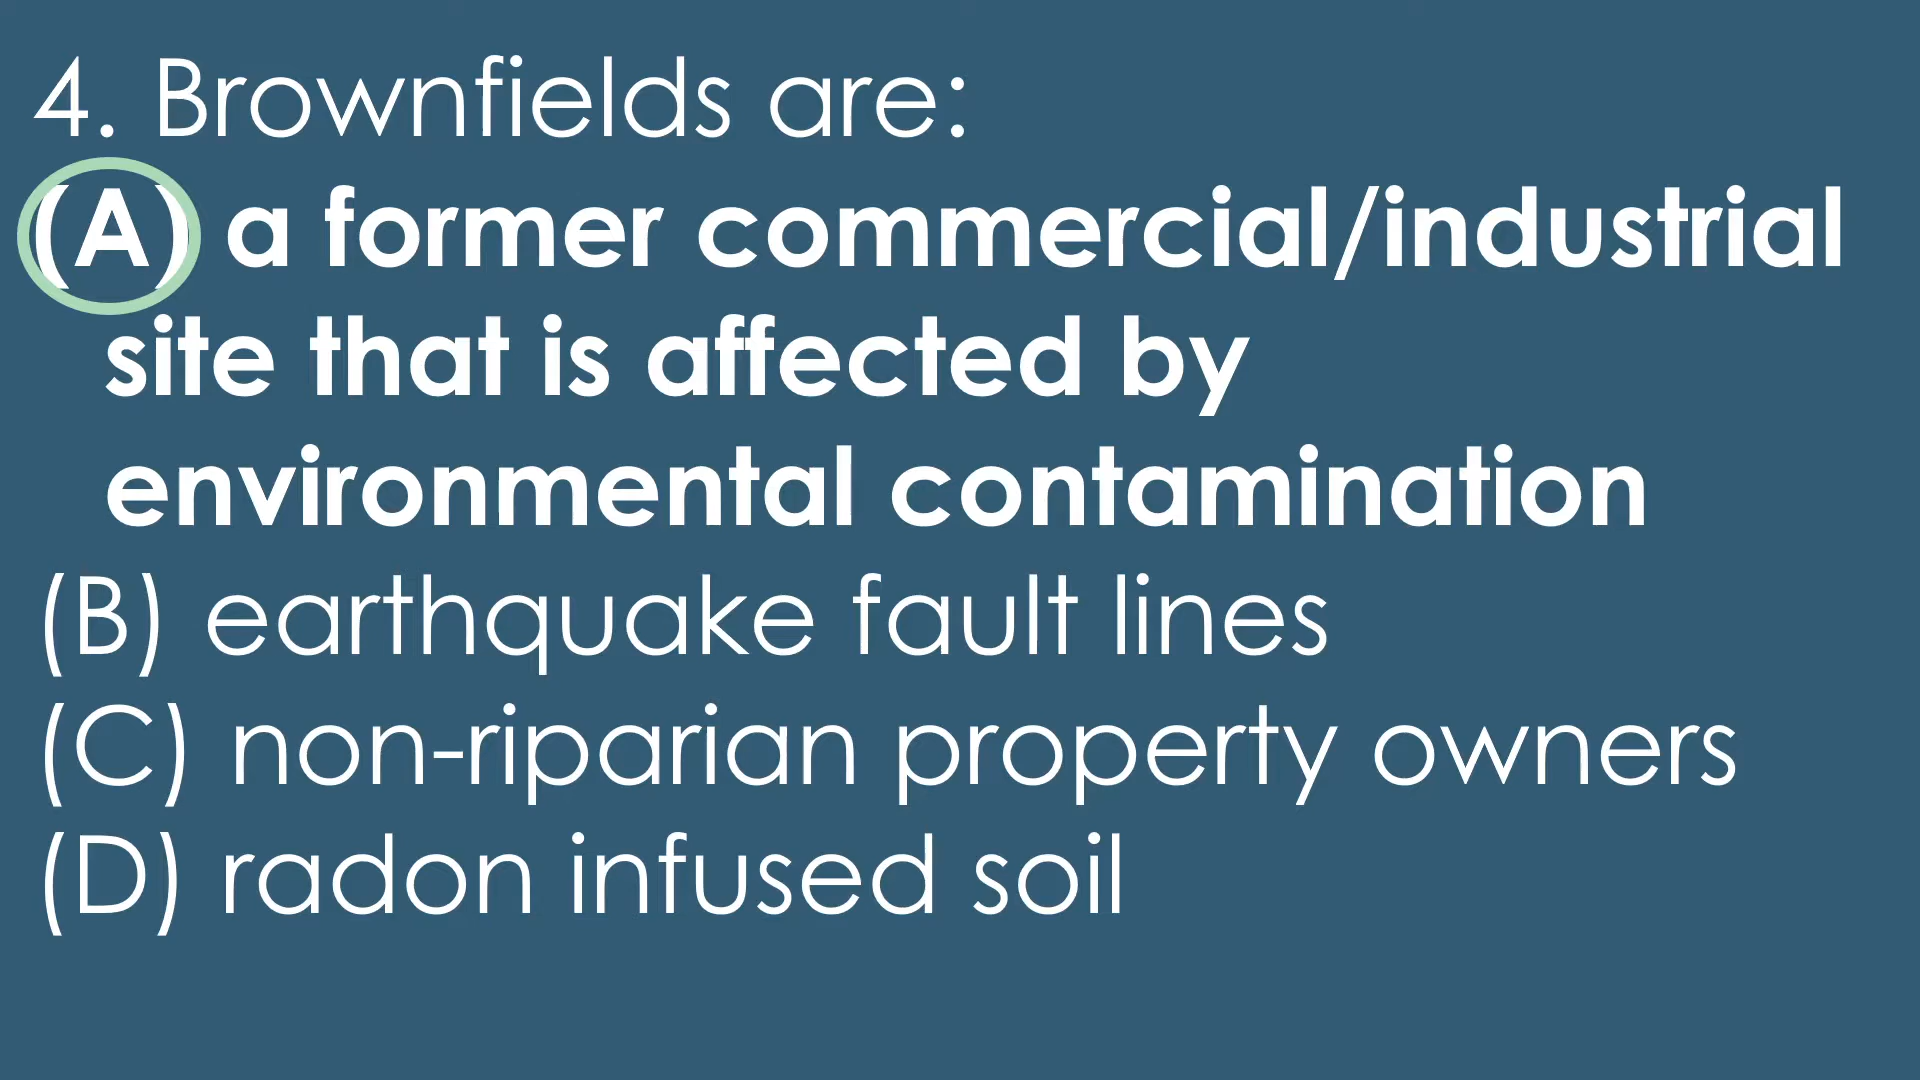 4. Brownfields are:
(A) a former commercial/industrial
site that is affected by
environmental contamination
(B) earthquake fault lines
(C) non-riparian property owners
(D) radon infused soil